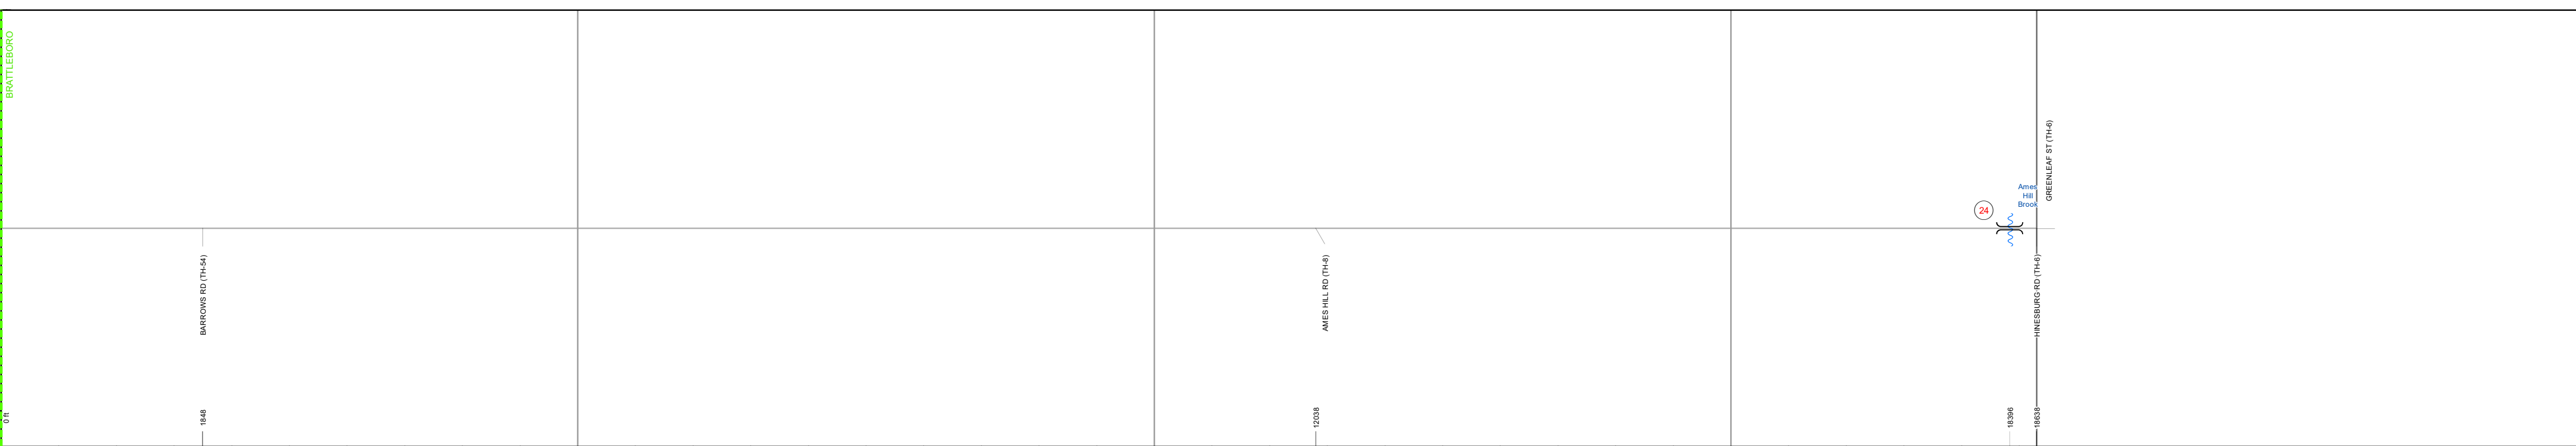 BRATTLEBORO
GREENLEAF ST (TH-6)
Ames
Hill
Brook
24
BARROWS RD (TH-54)
AMES HILL RD (TH-8)
HINESBURG RD (TH-6)
0 ft
1848
12038
18396
18638